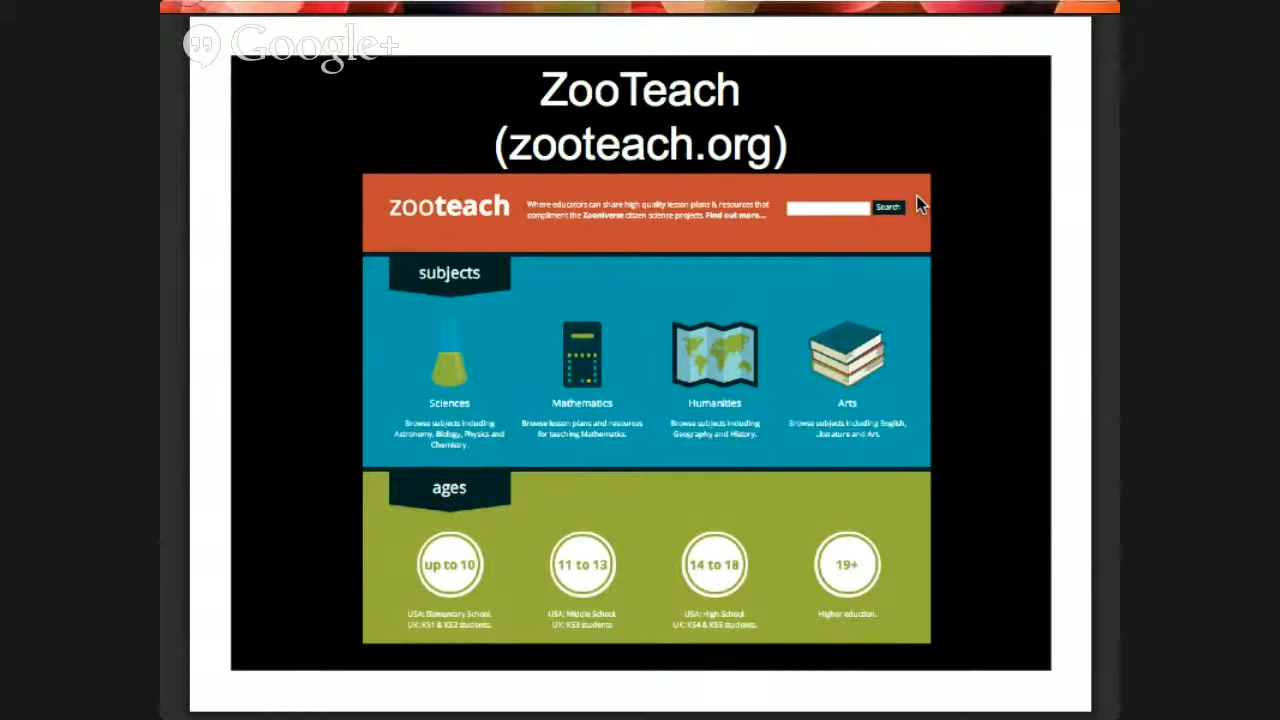 Google+
ZooTeach
(zooteach.org)
zooteach
Where educators can share high quality lesson plans & resources that
compliment the Zooniverse citizen science projects. Find out more...
Search
subjects
Sciences
Mathematics
Humanities
Arts
Browse subjects including
Astronomy, Biology, Physics and
Chemistry.
Browse lesson plans and resources
for teaching Mathematics.
Browse subjects including
Geography and History.
Browse subjects including English,
Literature and Art.
ages
up to 10
11 to 13
14 to 18
19+
USA: Elementary School.
UK: KS1 & KS2 students.
USA: Middle School.
UK: KS3 students
USA: High School
UK: KS4 & KS5 students.
Higher eduction.